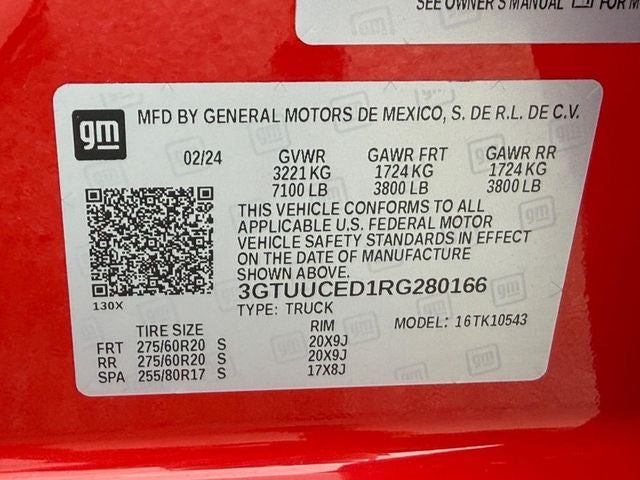 SEE OWNER'S MANUAL FOR M
gm MFD BY GENERAL MOTORS DE MEXICO, S. DE R.L. DE C.V.
02/24 GVWR GAWR FRT GAWR RR
3221 KG 1724 KG 1724 KG
7100 LB 3800 LB 3800 LB
THIS VEHICLE CONFORMS TO ALL
APPLICABLE U.S. FEDERAL MOTOR
VEHICLE SAFETY STANDARDS IN EFFECT
ON THE DATE OF MANUFACTURE
SHOWN ABOVE.
3GTUUCED1RG280166
130X
TYPE: TRUCK MODEL: 16TK10543
TIRE SIZE RIM
FRT 275/60R20 S 20X9J
RR 275/60R20 S 20X9J
SPA 255/80R17 S 17X8J